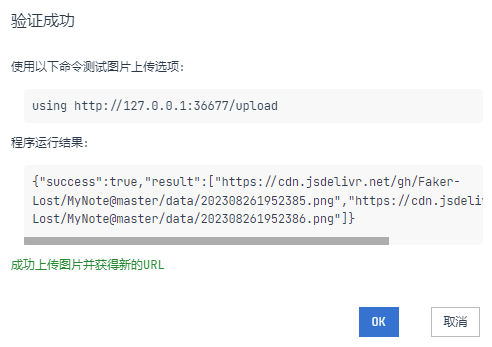 验证成功
使用以下命令测试图片上传选项:
using http://127.0.0.1:36677/upload
程序运行结果:
{"success":true,"result":["https://cdn.jsdelivr.net/gh/Faker-
Lost/MyNote@master/data/202308261952385.png","https://cdn.jsdeliv
Lost/MyNote@master/data/202308261952386.png"]}
成功上传图片并获得新的URL
OK
取消